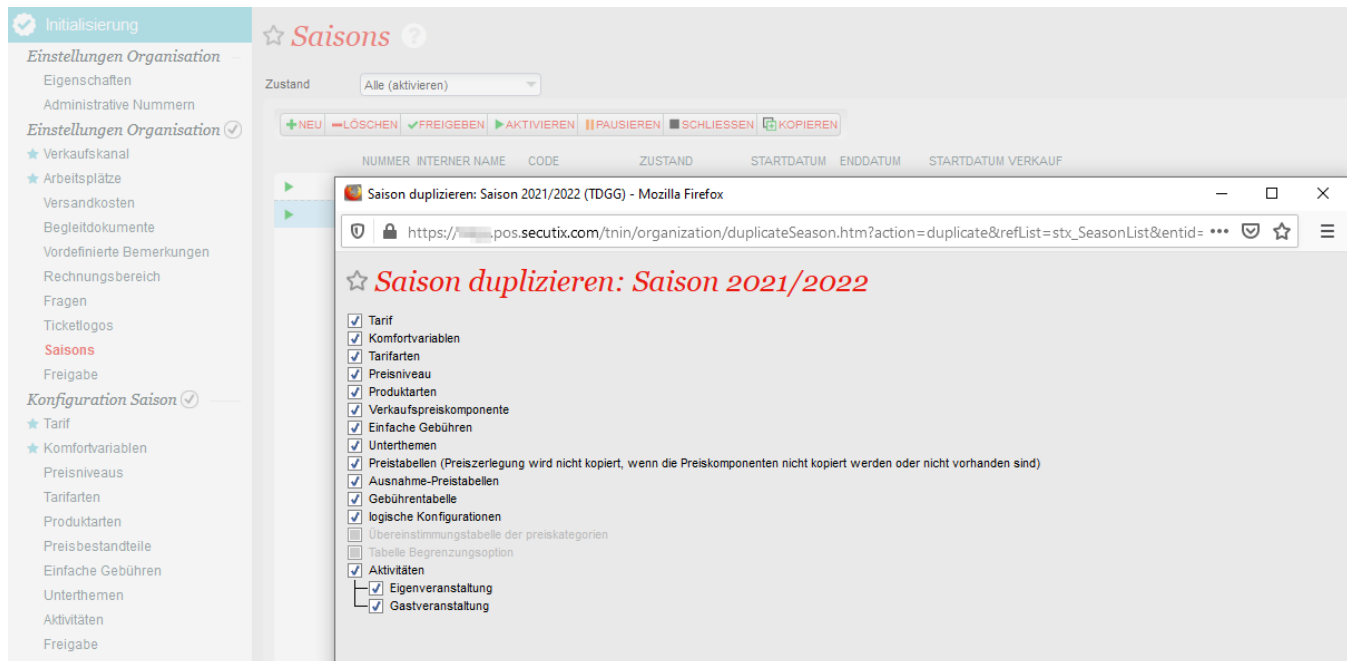 Initialisierung
Einstellungen Organisation
Eigenschaften
Administrative Nummern
Einstellungen Organisation
Verkaufskanal
Arbeitsplätze
Versandkosten
Begleitdokumente
Vordefinierte Bemerkungen
Rechnungsbereich
Fragen
Ticketlogos
Saisons
Freigabe
Konfiguration Saison
Tarif
Komfortvariablen
Preisniveaus
Tarifarten
Produktarten
Preisbestandteile
Einfache Gebühren
Unterthemen
Aktivitäten
Freigabe
Saisons ?
Zustand Alle (aktivieren)
NEU LÖSCHEN FREIGEBEN AKTIVIEREN PAUSIEREN SCHLIESSEN KOPIEREN
NUMMER INTERNER NAME CODE ZUSTAND STARTDATUM ENDDATUM STARTDATUM VERKAUF
Saison duplizieren: Saison 2021/2022 (TDGG) - Mozilla Firefox
https:// .pos.secutix.com/tnin/organization/duplicateSeason.htm?action=duplicate&refList=stx_SeasonList&entid=
Saison duplizieren: Saison 2021/2022
Tarif
Komfortvariablen
Tarifarten
Preisniveau
Produktarten
Verkaufspreiskomponente
Einfache Gebühren
Unterthemen
Preistabellen (Preiszerlegung wird nicht kopiert, wenn die Preiskomponenten nicht kopiert werden oder nicht vorhanden sind)
Ausnahme-Preistabellen
Gebührentabelle
logische Konfigurationen
Übereinstimmungstabelle der preiskategorien
Tabelle Begrenzungsoption
Aktivitäten
Eigenveranstaltung
Gastveranstaltung